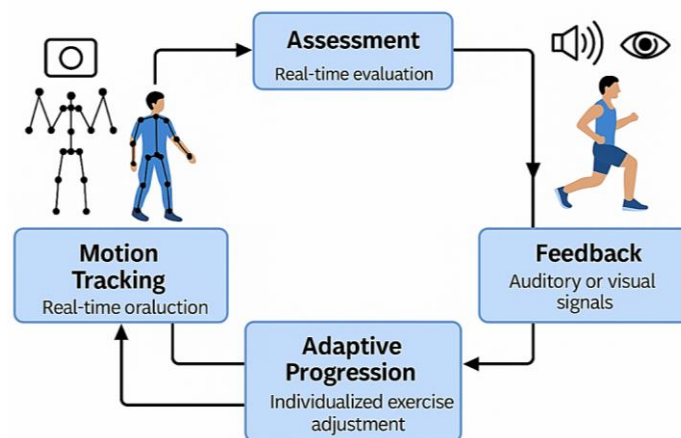 Assessment
Real-time evaluation
Motion
Tracking
Real-time oraluction
Feedback
Auditory or visual
signals
Adaptive
Progression
Individualized exercise
adjustment